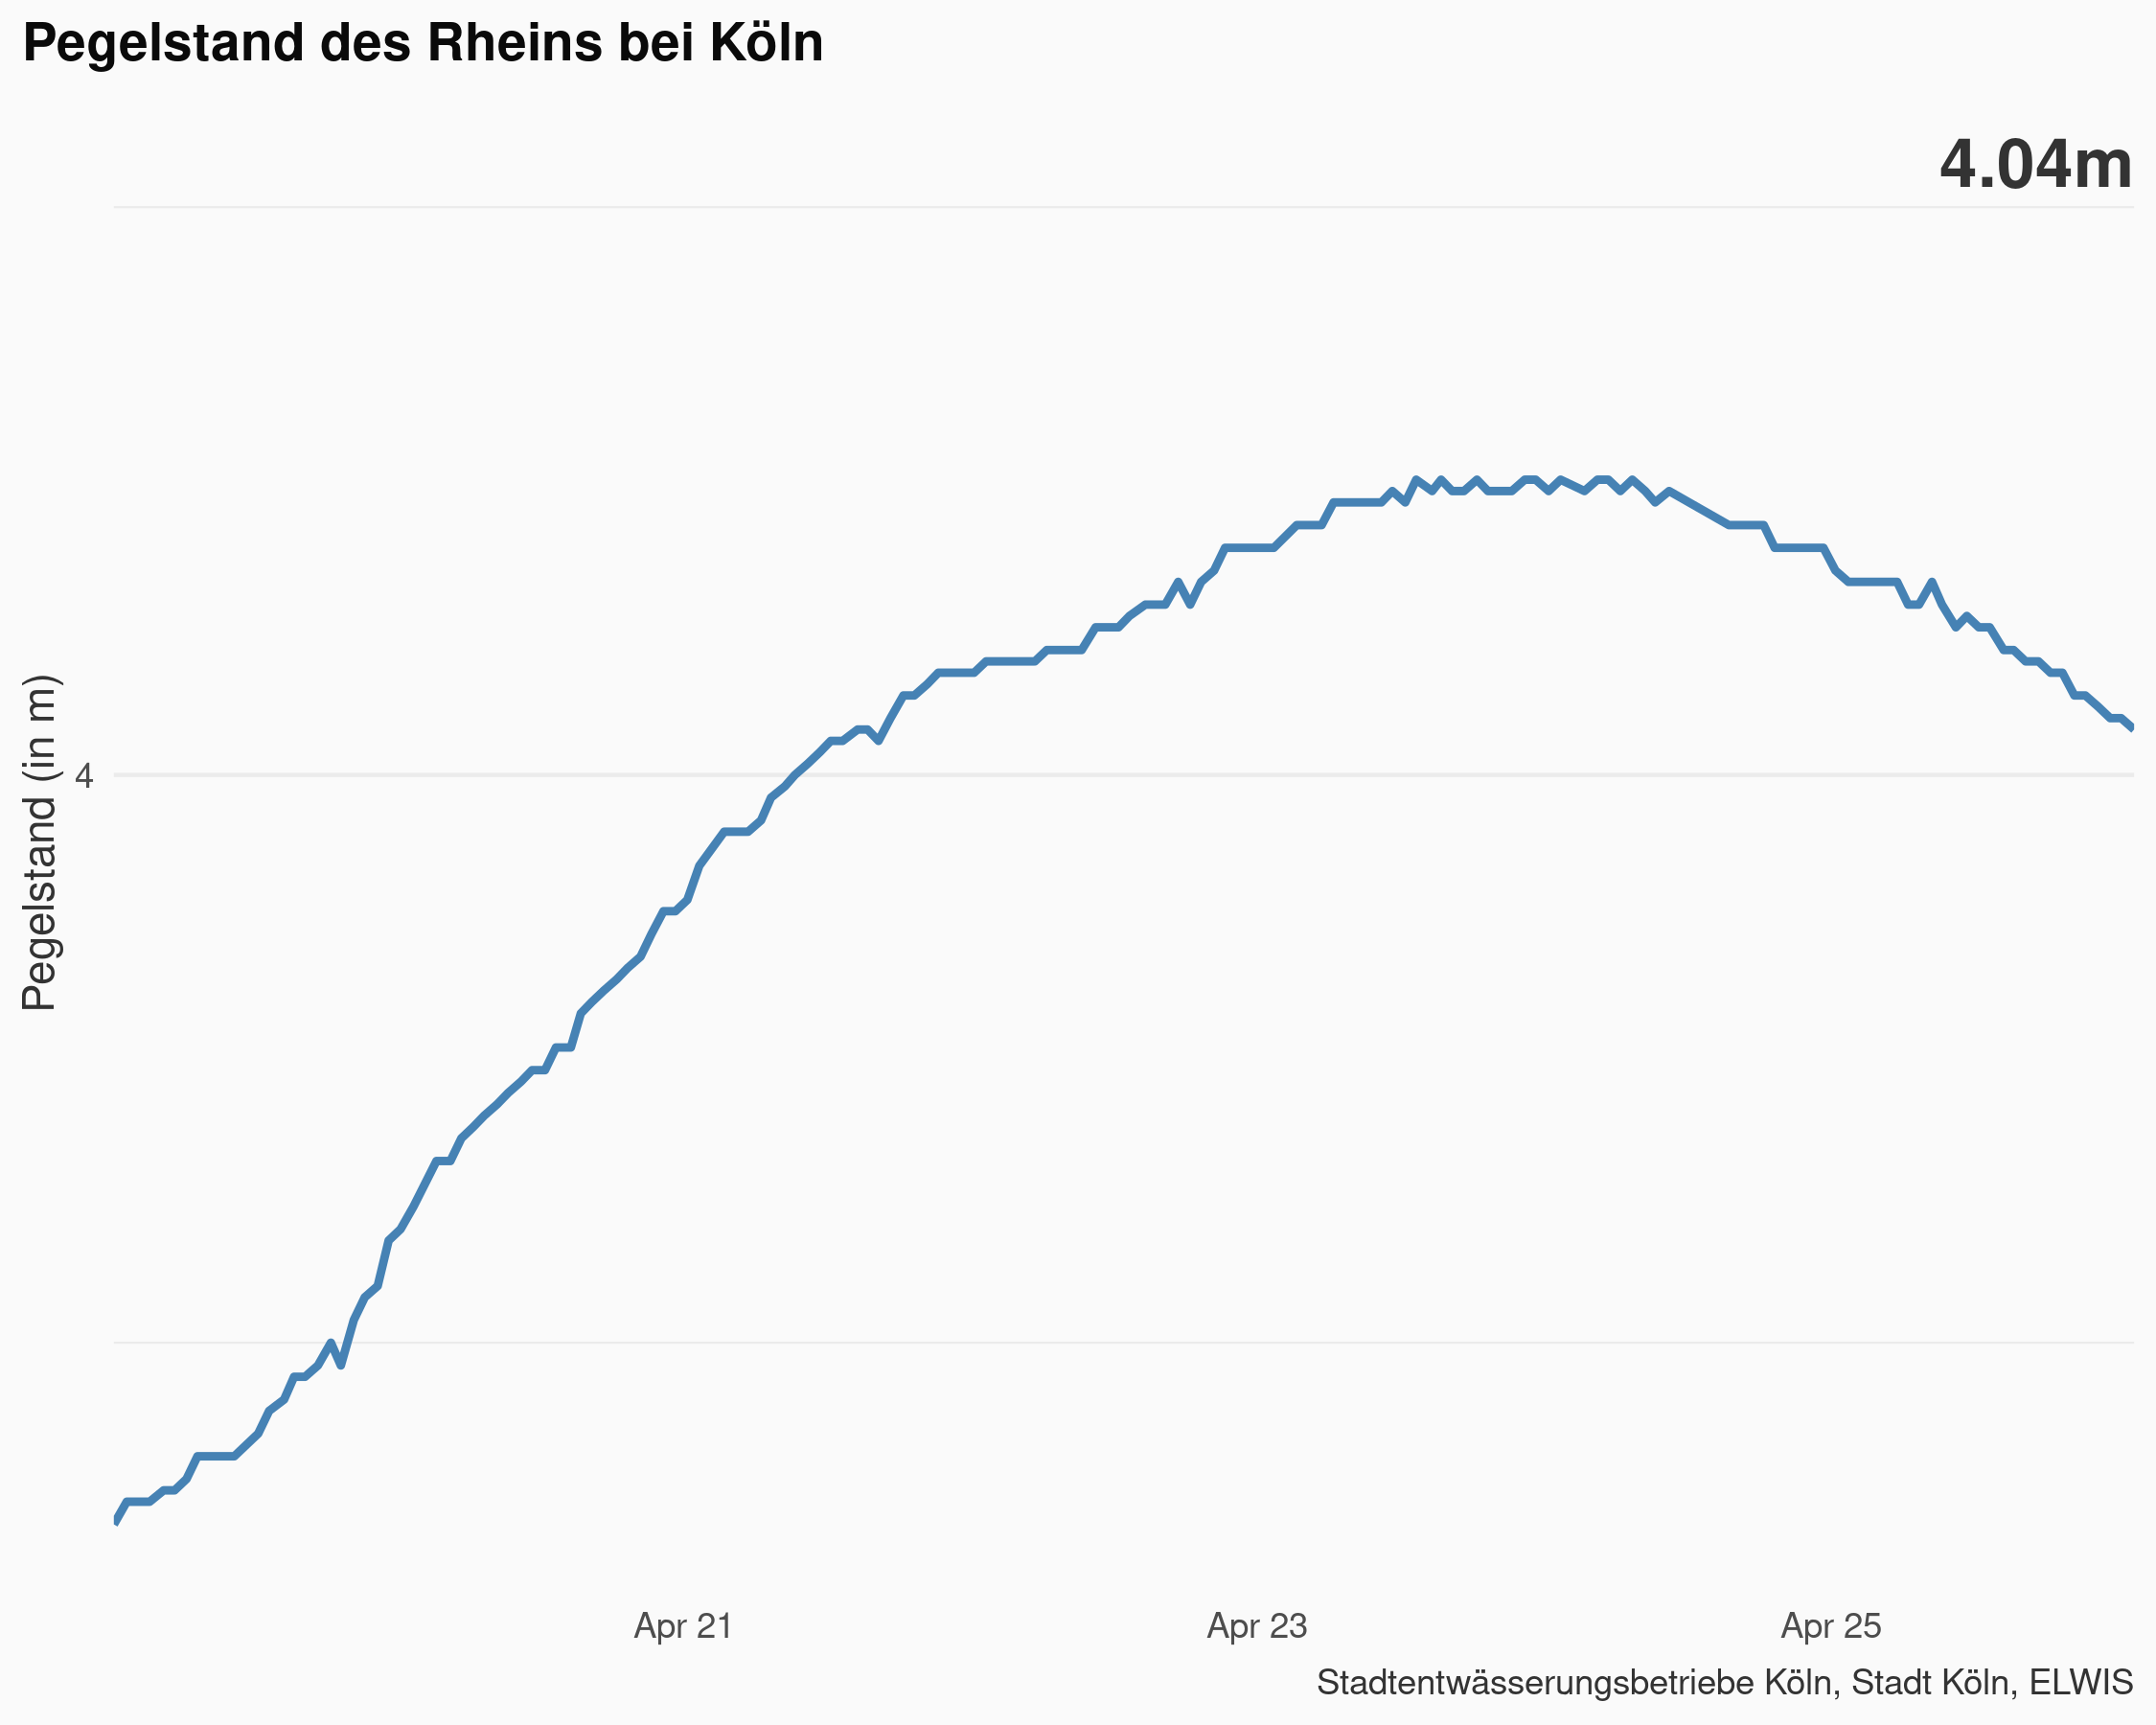 Pegelstand des Rheins bei Köln
4.04m
Pegelstand (in m)
4
Apr 21
Apr 23
Apr 25
Stadtentwässerungsbetriebe Köln, Stadt Köln, ELWIS